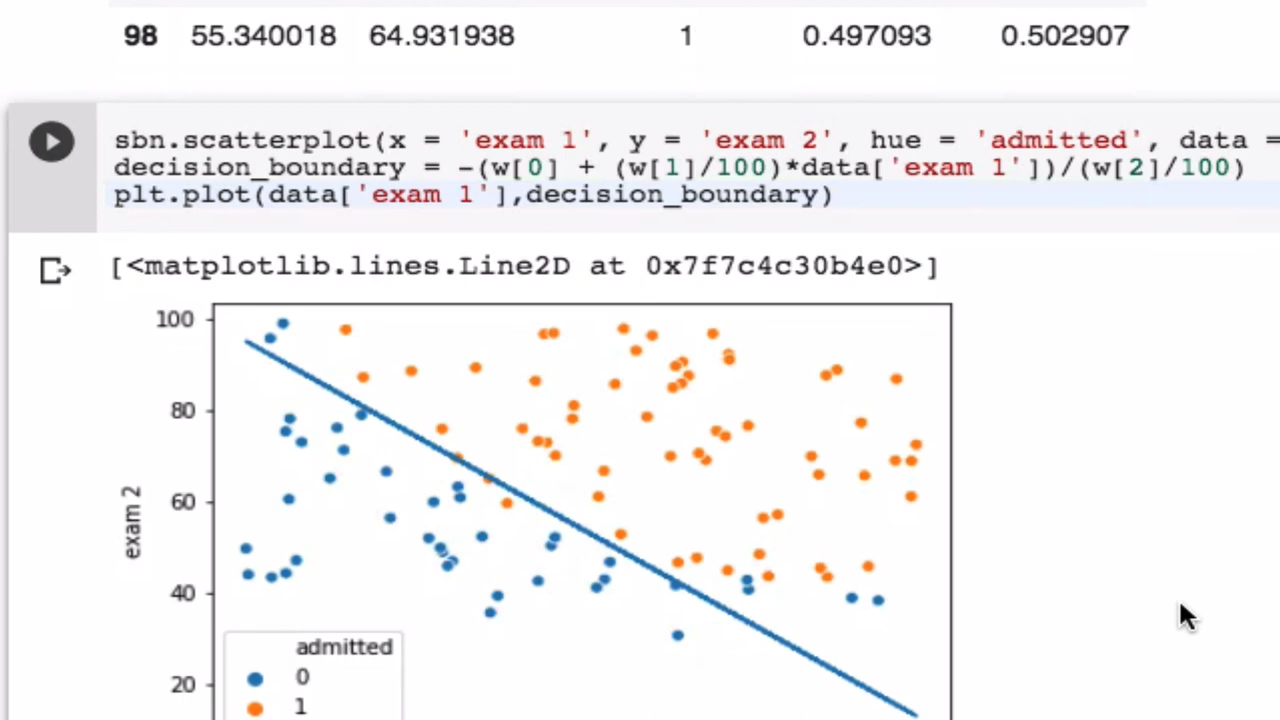 98 55.340018 64.931938 1 0.497093 0.502907
sbn.scatterplot(x = 'exam 1', y = 'exam 2', hue = 'admitted', data =
decision_boundary = -(w[0] + (w[1]/100)*data['exam 1'])/(w[2]/100)
plt.plot(data['exam 1'],decision_boundary)
[<matplotlib.lines.Line2D at 0x7f7c4c30b4e0>]
100
80
60
exam 2
40
20
admitted
0
1